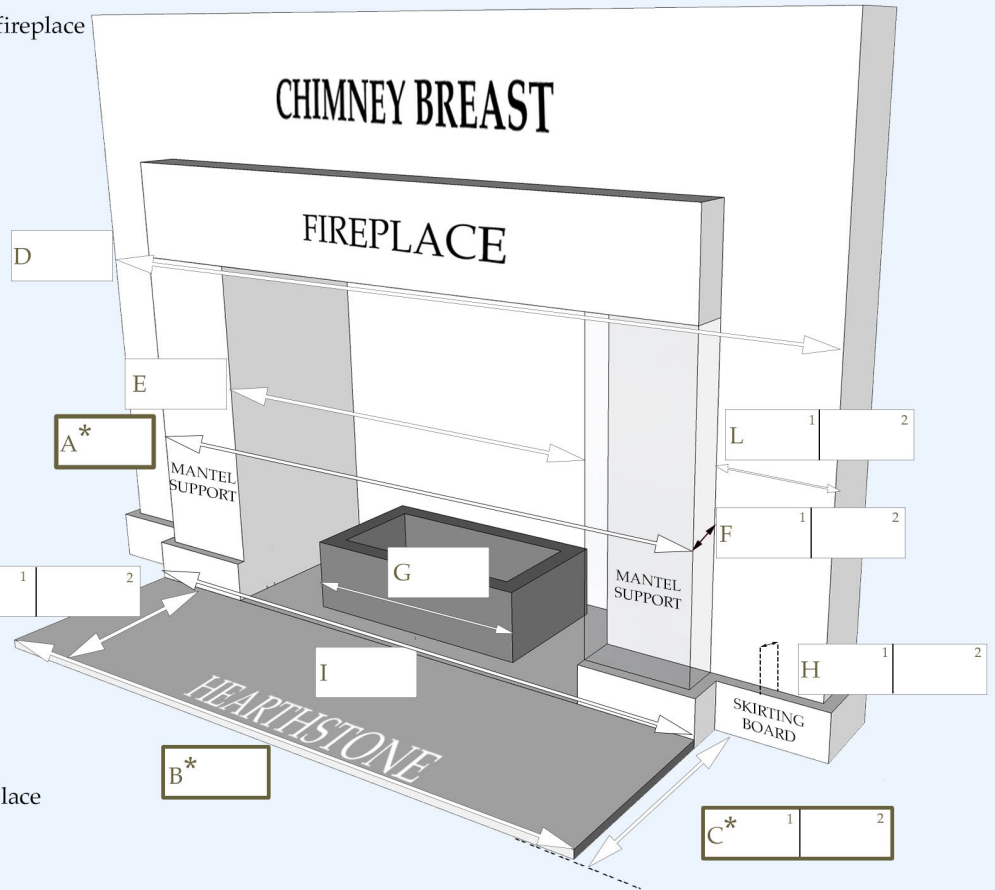 fireplace
CHIMNEY BREAST
FIREPLACE
D
E
A*
L 1 2
MANTEL
SUPPORT
F 1 2
G
1 2
MANTEL
SUPPORT
I
H 1 2
HEARTHSTONE
SKIRTING
BOARD
B*
lace
C* 1 2